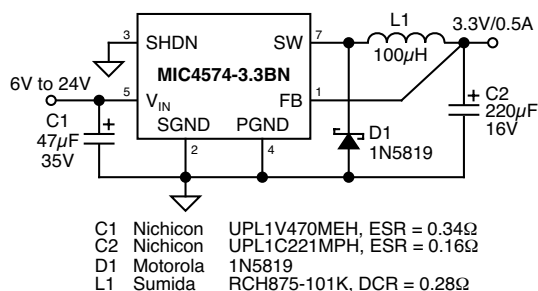 3
SHDN
SW
7
L1
100µH
3.3V/0.5A
MIC4574-3.3BN
6V to 24V
5
VIN
FB
1
C1
47µF
35V
SGND
PGND
2
4
D1
1N5819
C2
220µF
16V
C1 Nichicon UPL1V470MEH, ESR = 0.34Ω
C2 Nichicon UPL1C221MPH, ESR = 0.16Ω
D1 Motorola 1N5819
L1 Sumida RCH875-101K, DCR = 0.28Ω